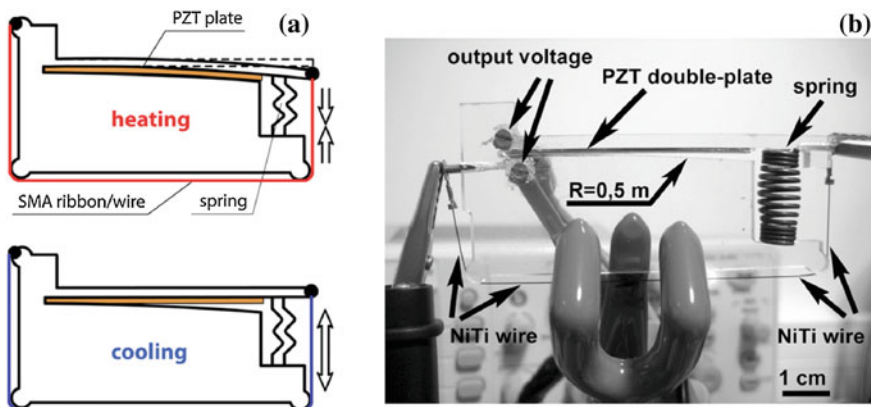 PZT plate
(a)
heating
SMA ribbon/wire
spring
cooling
(b)
output voltage
PZT double-plate
spring
R=0,5 m
NiTi wire
NiTi wire
1 cm